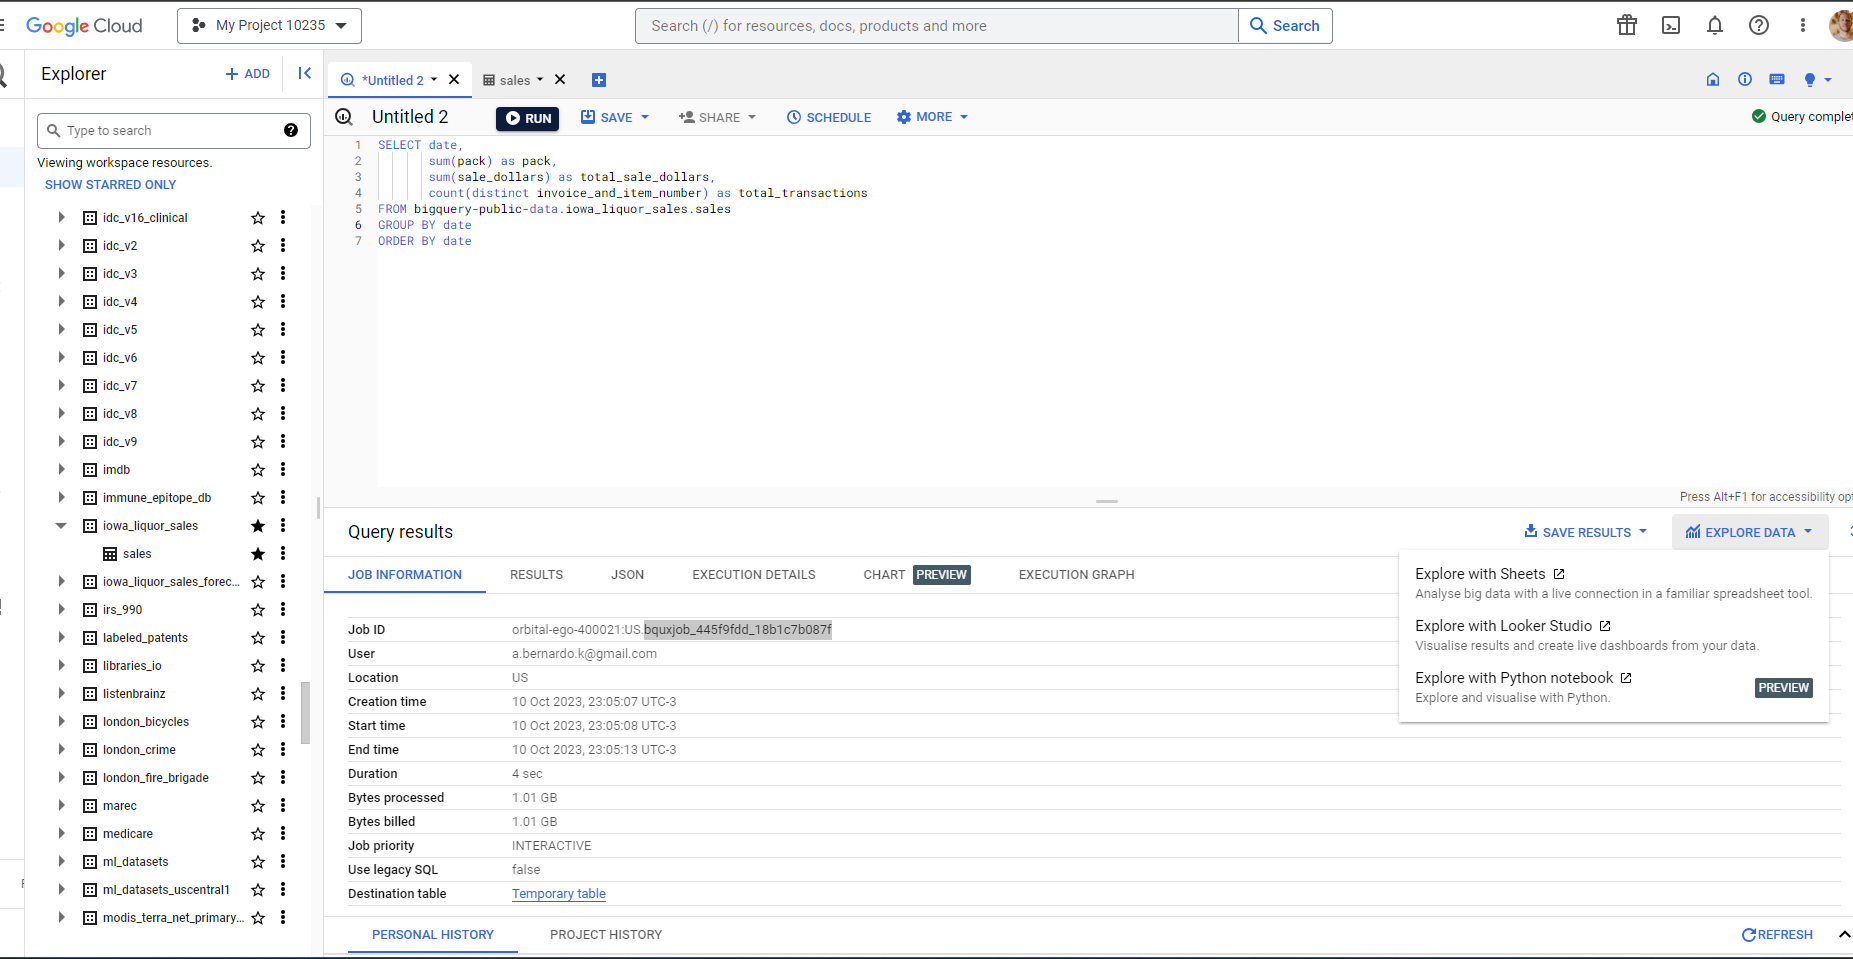 Google Cloud
My Project 10235
Search (/) for resources, docs, products and more
Search
Explorer
+ ADD
Type to search
Viewing workspace resources.
SHOW STARRED ONLY
idc_v16_clinical
idc_v2
idc_v3
idc_v4
idc_v5
idc_v6
idc_v7
idc_v8
idc_v9
imdb
immune_epitope_db
iowa_liquor_sales
sales
iowa_liquor_sales_forec...
irs_990
labeled_patents
libraries_io
listenbrainz
london_bicycles
london_crime
london_fire_brigade
marec
medicare
ml_datasets
ml_datasets_uscentral1
modis_terra_net_primary...
*Untitled 2
sales
Untitled 2
RUN
SAVE
SHARE
SCHEDULE
MORE
Query complet
1 SELECT date,
2 sum(pack) as pack,
3 sum(sale_dollars) as total_sale_dollars,
4 count(distinct invoice_and_item_number) as total_transactions
5 FROM bigquery-public-data.iowa_liquor_sales.sales
6 GROUP BY date
7 ORDER BY date
Press Alt+F1 for accessibility opt
Query results
SAVE RESULTS
EXPLORE DATA
JOB INFORMATION
RESULTS
JSON
EXECUTION DETAILS
CHART PREVIEW
EXECUTION GRAPH
Explore with Sheets
Analyse big data with a live connection in a familiar spreadsheet tool.
Explore with Looker Studio
Visualise results and create live dashboards from your data.
Explore with Python notebook
PREVIEW
Explore and visualise with Python.
Job ID orbital-ego-400021:US.bquxjob_445f9fdd_18b1c7b087f
User a.bernardo.k@gmail.com
Location US
Creation time 10 Oct 2023, 23:05:07 UTC-3
Start time 10 Oct 2023, 23:05:08 UTC-3
End time 10 Oct 2023, 23:05:13 UTC-3
Duration 4 sec
Bytes processed 1.01 GB
Bytes billed 1.01 GB
Job priority INTERACTIVE
Use legacy SQL false
Destination table Temporary table
PERSONAL HISTORY
PROJECT HISTORY
REFRESH